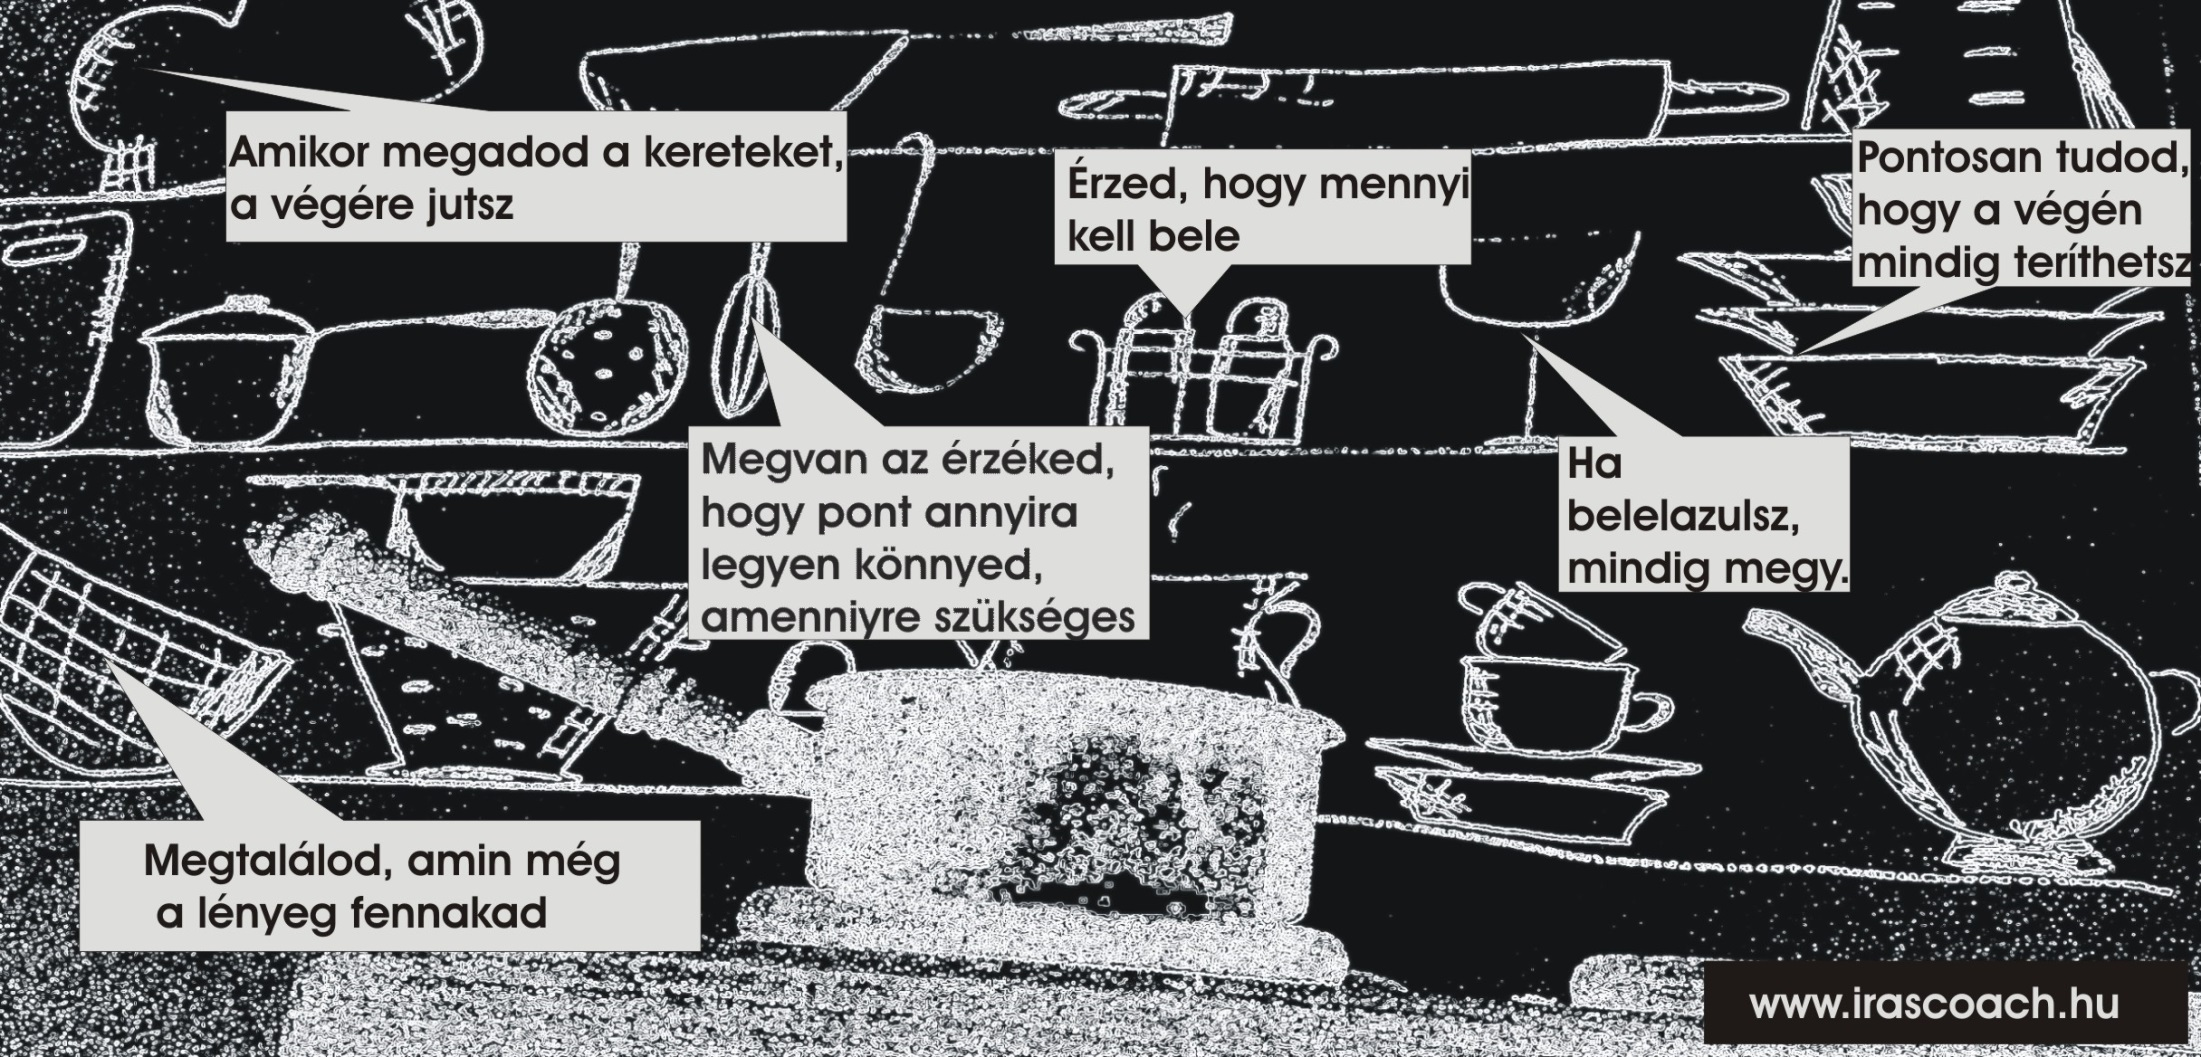 Amikor megadod a kereteket,
a végére jutsz
Érzed, hogy mennyi
kell bele
Pontosan tudod,
hogy a végén
mindig teríthetsz
Megvan az érzéked,
hogy pont annyira
legyen könnyed,
amenniyre szükséges
Ha
belelazulsz,
mindig megy.
Megtalálod, amin még
a lényeg fennakad
www.irascoach.hu